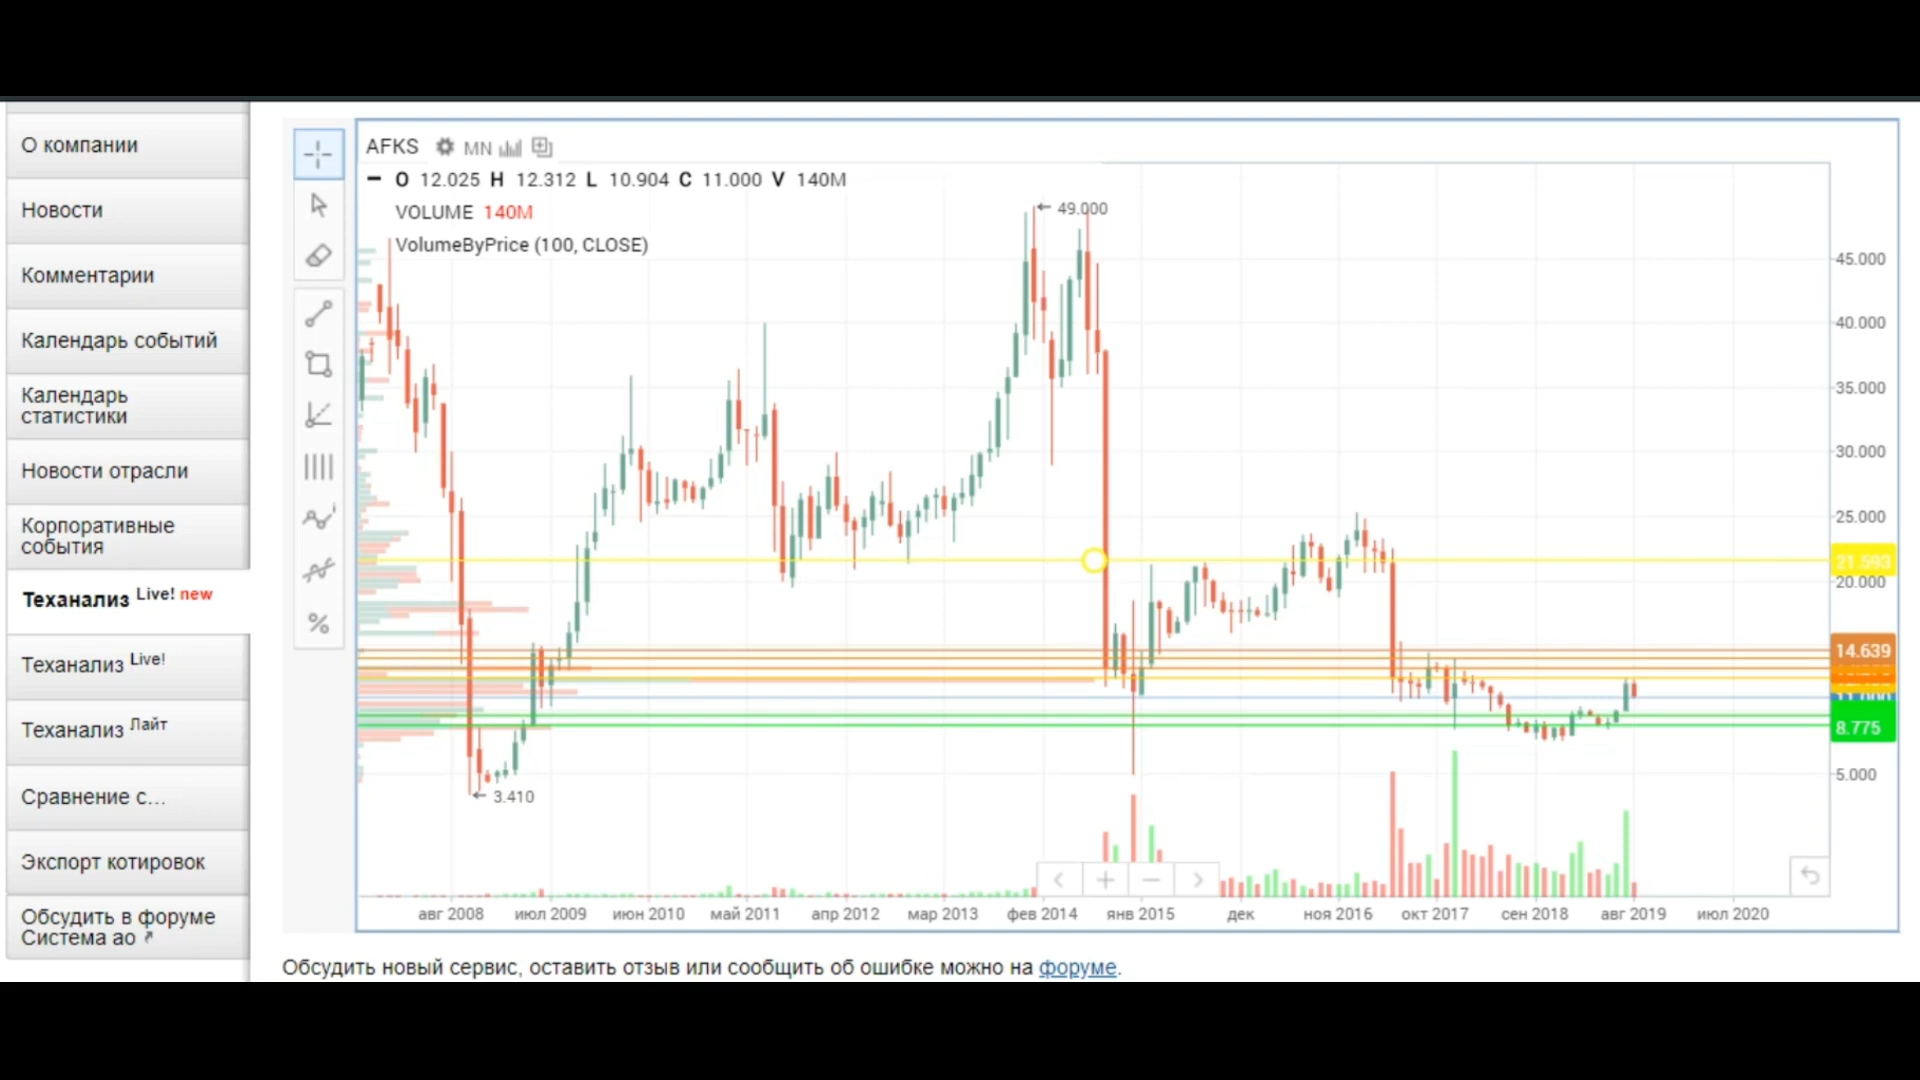 О компании
Новости
Комментарии
Календарь событий
Календарь
статистики
Новости отрасли
Корпоративные
события
Теханализ Live! new
Теханализ Live!
Теханализ Лайт
Сравнение с...
Экспорт котировок
Обсудить в форуме
Система ао
AFKS MN
O 12.025 H 12.312 L 10.904 C 11.000 V 140M
VOLUME 140M
VolumeByPrice (100, CLOSE)
49.000
3.410
45.000
40.000
35.000
30.000
25.000
21.593
20.000
14.639
11.000
8.775
5.000
авг 2008 июл 2009 июн 2010 май 2011 апр 2012 мар 2013 фев 2014 янв 2015 дек ноя 2016 окт 2017 сен 2018 авг 2019 июл 2020
Обсудить новый сервис, оставить отзыв или сообщить об ошибке можно на форуме.